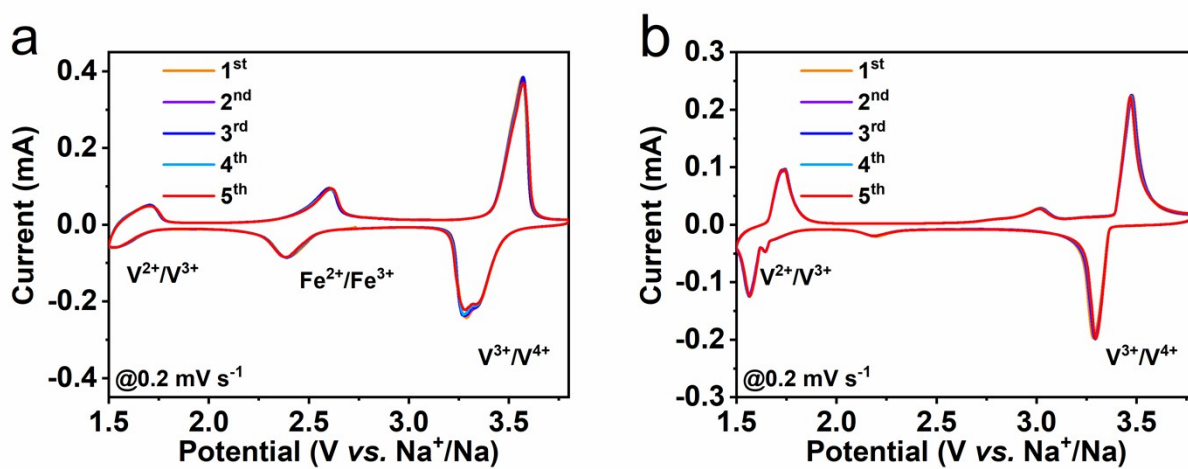 a
Current (mA)
0.4
0.2
0.0
-0.2
-0.4
1st
2nd
3rd
4th
5th
V²⁺/V³⁺
Fe²⁺/Fe³⁺
V³⁺/V⁴⁺
@0.2 mV s⁻¹
1.5 2.0 2.5 3.0 3.5
Potential (V vs. Na⁺/Na)
b
Current (mA)
0.3
0.2
0.1
0.0
-0.1
-0.2
-0.3
1st
2nd
3rd
4th
5th
V²⁺/V³⁺
V³⁺/V⁴⁺
@0.2 mV s⁻¹
1.5 2.0 2.5 3.0 3.5
Potential (V vs. Na⁺/Na)